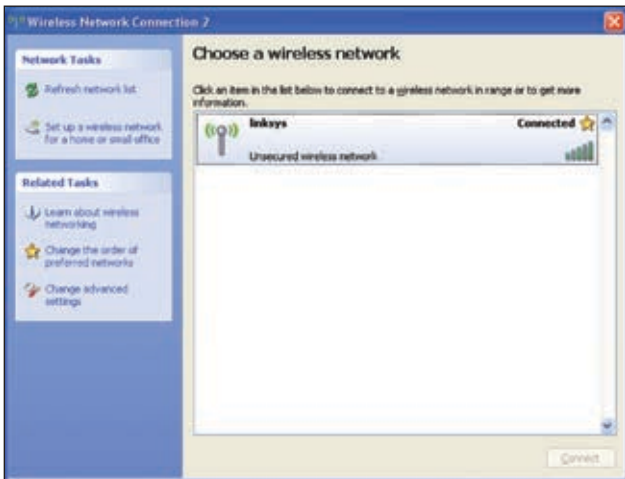 Wireless Network Connection 2
Network Tasks
Refresh network list
Set up a wireless network
for a home or small office
Related Tasks
Learn about wireless
networking
Change the order of
preferred networks
Change advanced
settings
Choose a wireless network
Click an item in the list below to connect to a wireless network in range or to get more
information.
linksys
Connected
Unsecured wireless network
Connect